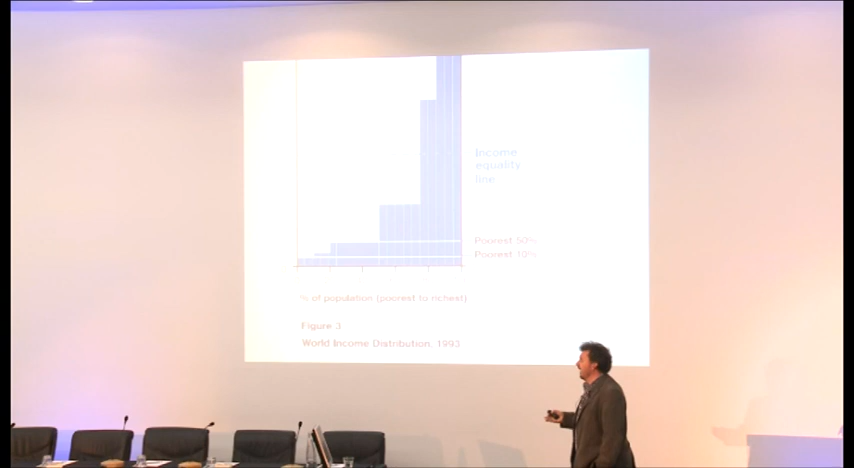 Income
equality
line
Poorest 50%
Poorest 10%
% of population (poorest to richest)
Figure 3
World Income Distribution, 1993